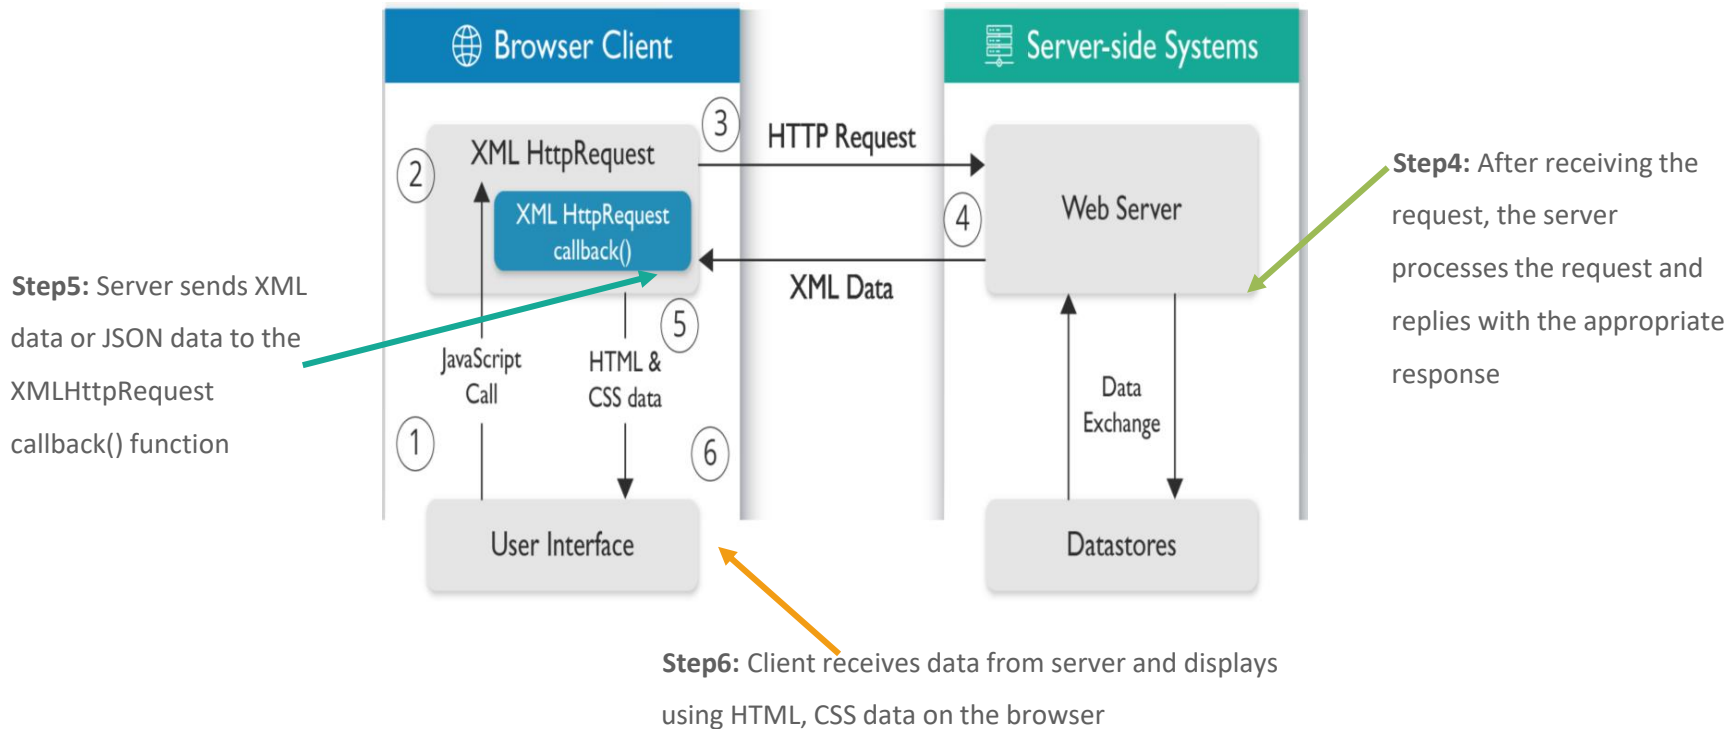 Browser Client
Server-side Systems
3
HTTP Request
XML HttpRequest
2
XML HttpRequest
callback()
4
Web Server
XML Data
Step4: After receiving the
request, the server
processes the request and
replies with the appropriate
response
Step5: Server sends XML
data or JSON data to the
XMLHttpRequest
callback() function
5
JavaScript
Call
HTML &
CSS data
Data
Exchange
1
6
User Interface
Datastores
Step6: Client receives data from server and displays
using HTML, CSS data on the browser